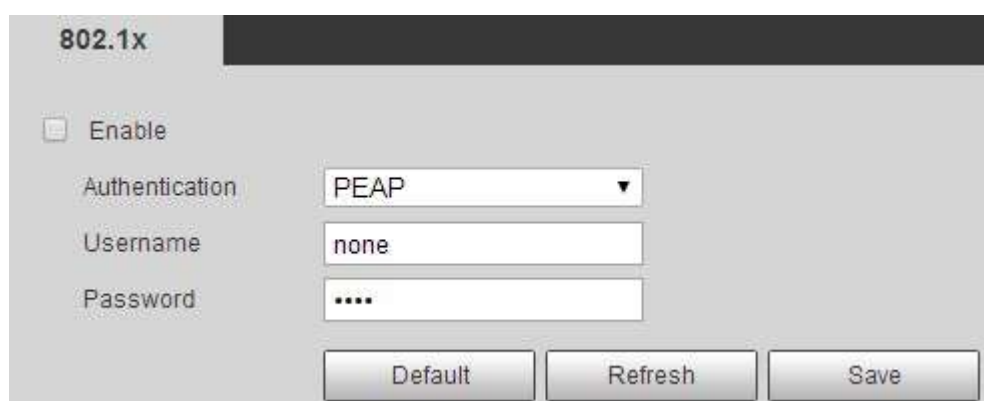 802.1x
Enable
Authentication PEAP
Username none
Password ••••
Default Refresh Save